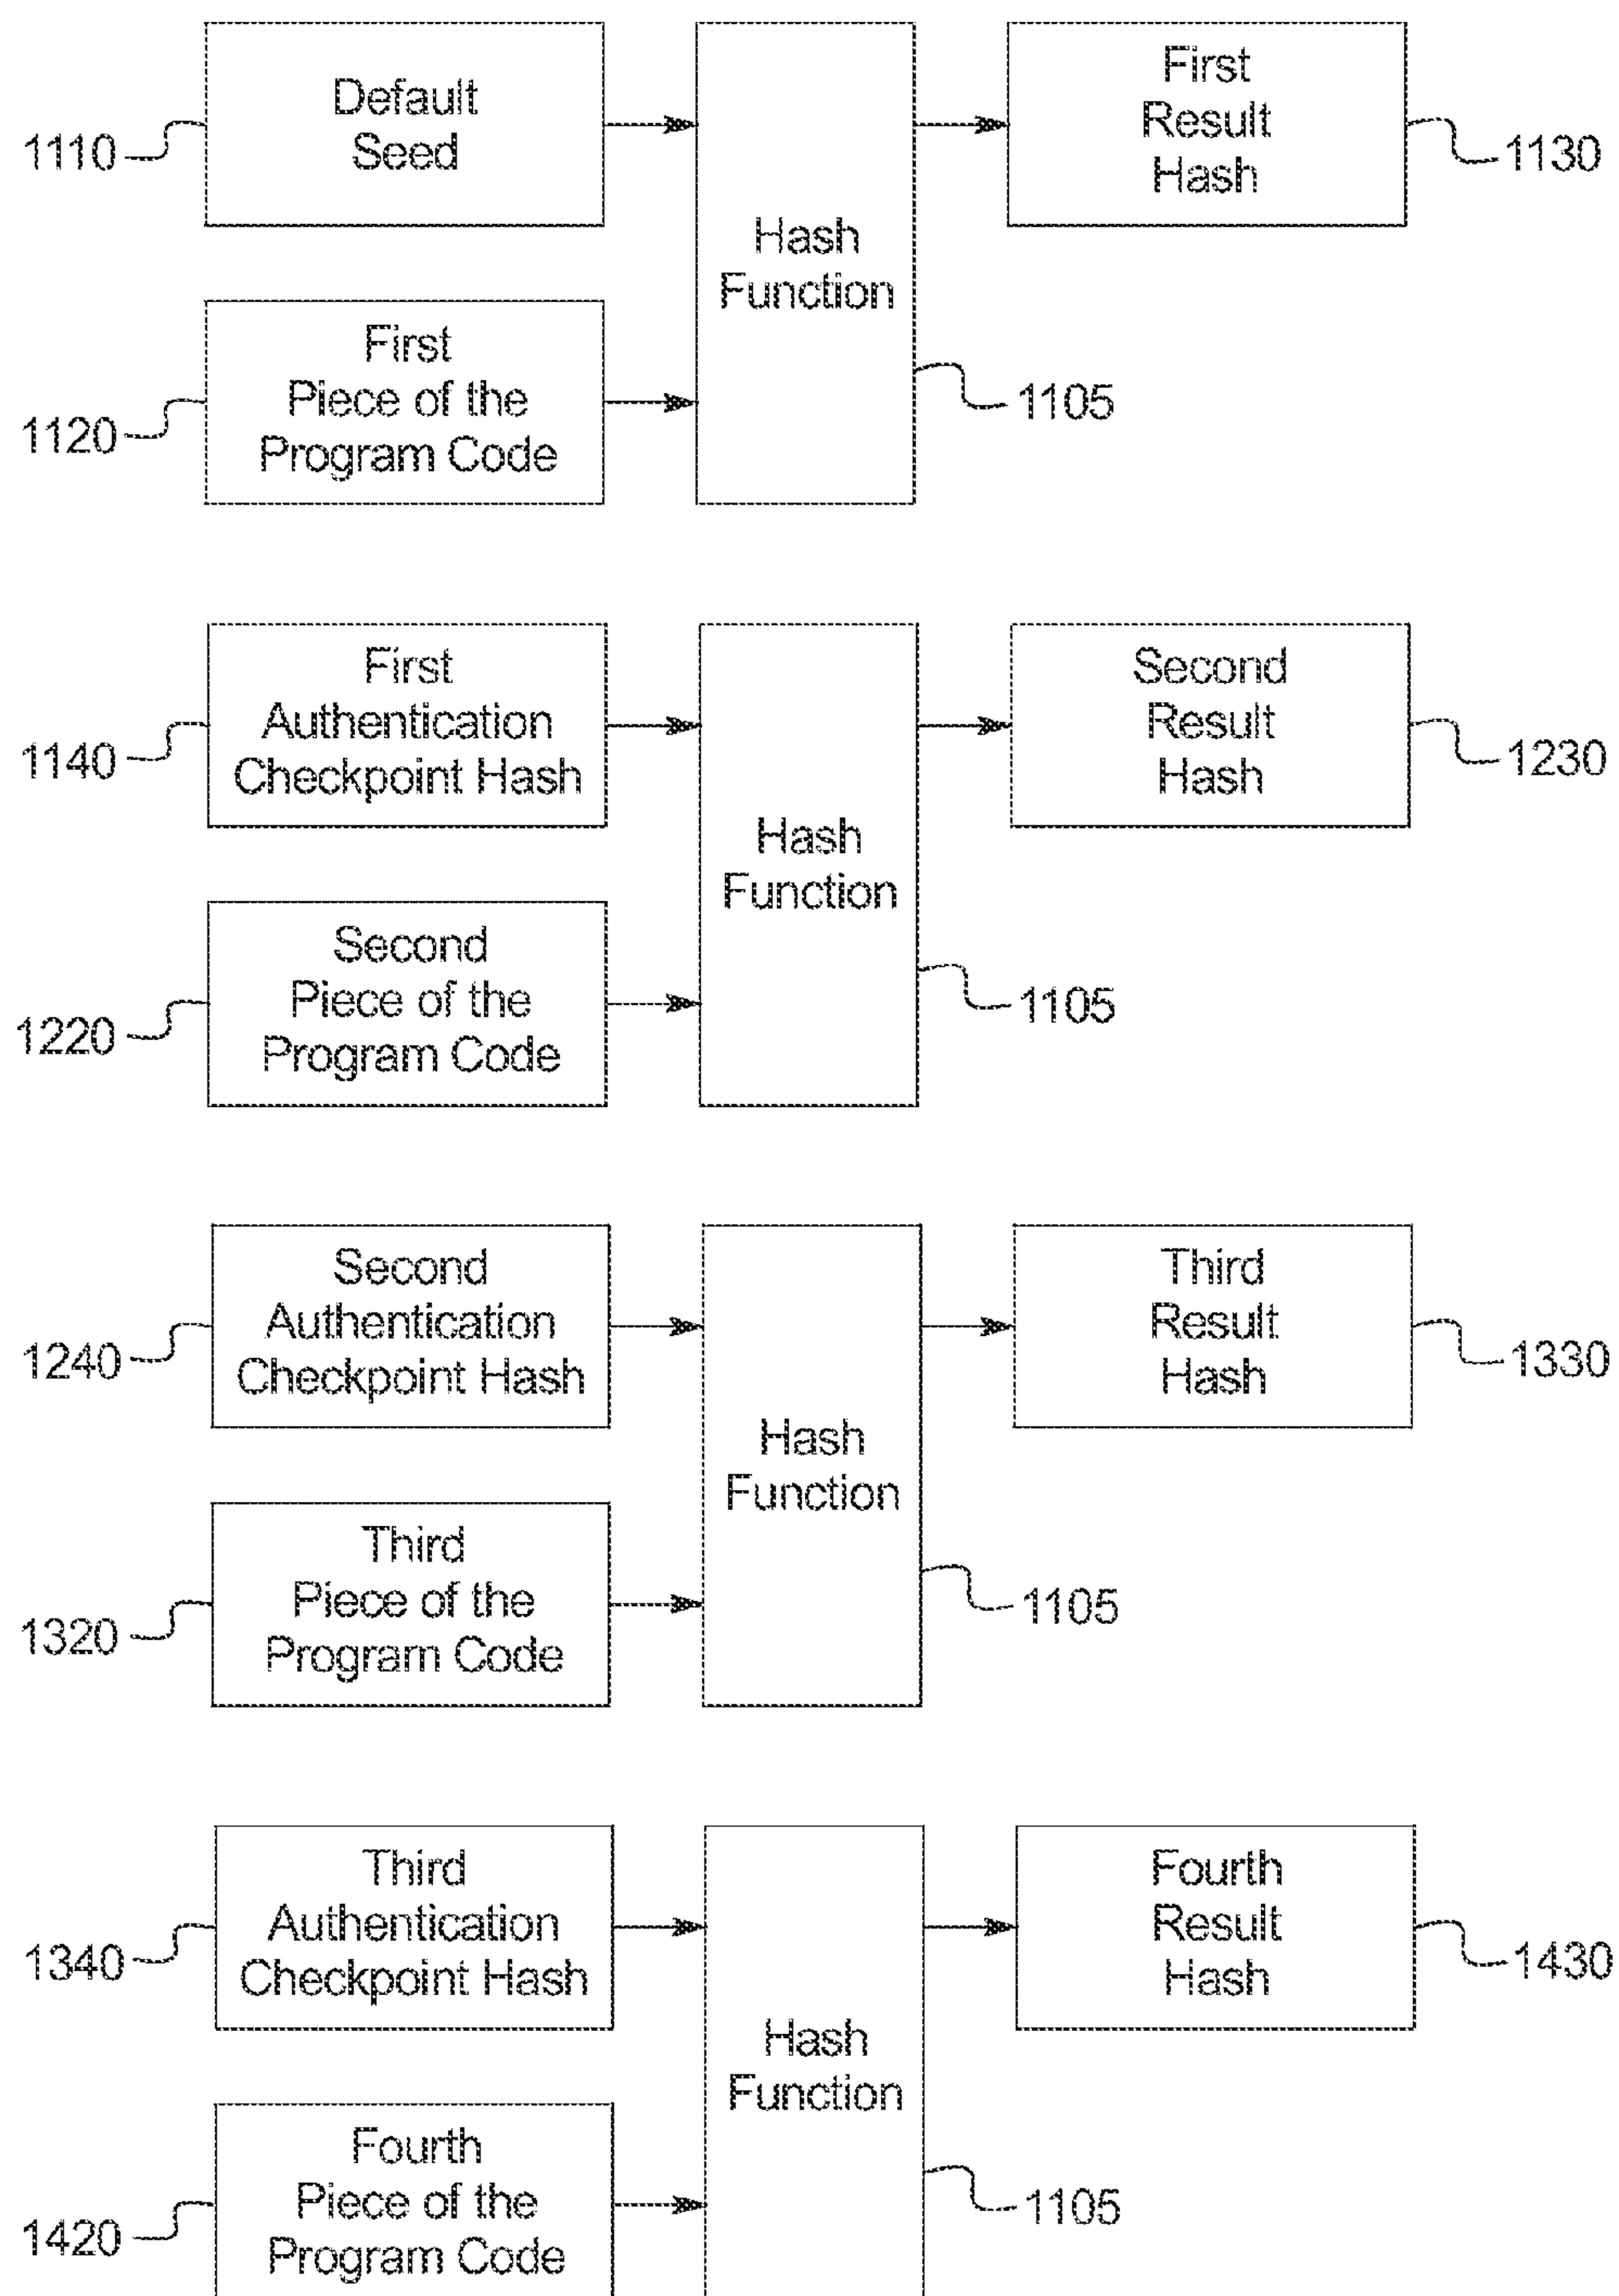 Default
Seed
1110
First
Piece of the
Program Code
1120
Hash
Function
1105
First
Result
Hash
1130
First
Authentication
Checkpoint Hash
1140
Second
Piece of the
Program Code
1220
Hash
Function
1105
Second
Result
Hash
1230
Second
Authentication
Checkpoint Hash
1240
Third
Piece of the
Program Code
1320
Hash
Function
1105
Third
Result
Hash
1330
Third
Authentication
Checkpoint Hash
1340
Fourth
Piece of the
Program Code
1420
Hash
Function
1105
Fourth
Result
Hash
1430